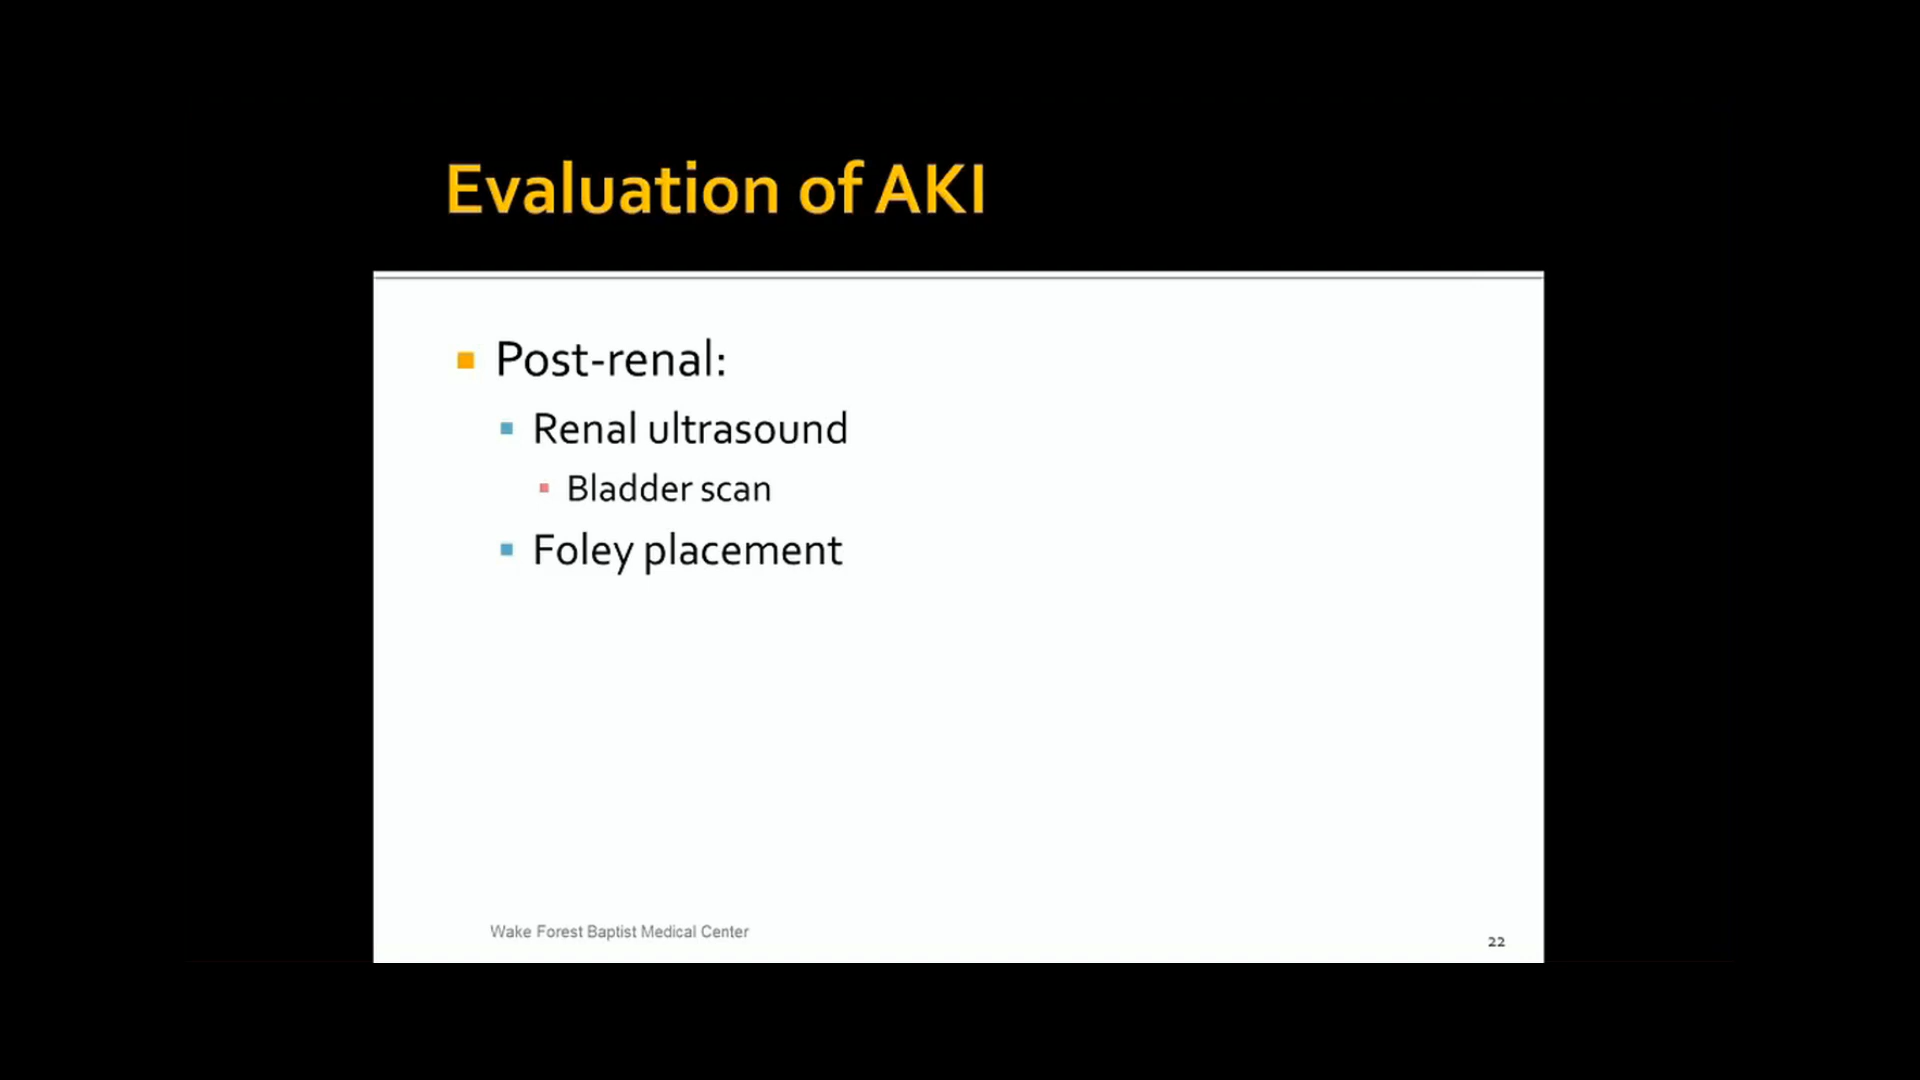 Evaluation of AKI
Post-renal:
Renal ultrasound
Bladder scan
Foley placement
Wake Forest Baptist Medical Center
22